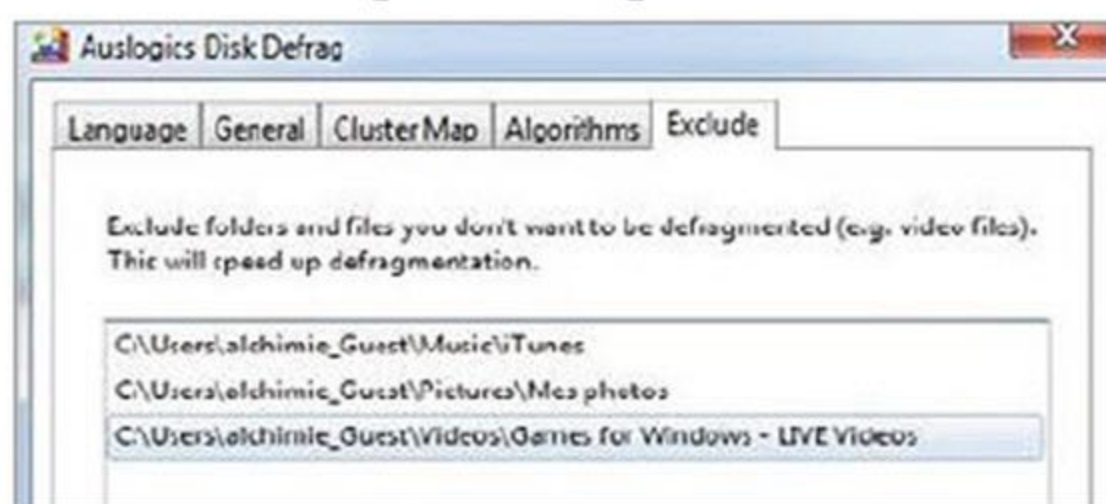 Auslogics Disk Defrag
Language General Cluster Map Algorithms Exclude
Exclude folders and files you don't want to be defragmented (e.g. video files).
This will speed up defragmentation.
C:\Users\alchimie_Guest\Music\iTunes
C:\Users\alchimie_Guest\Pictures\Mes photos
C:\Users\alchimie_Guest\Videos\Games for Windows - LIVE Videos